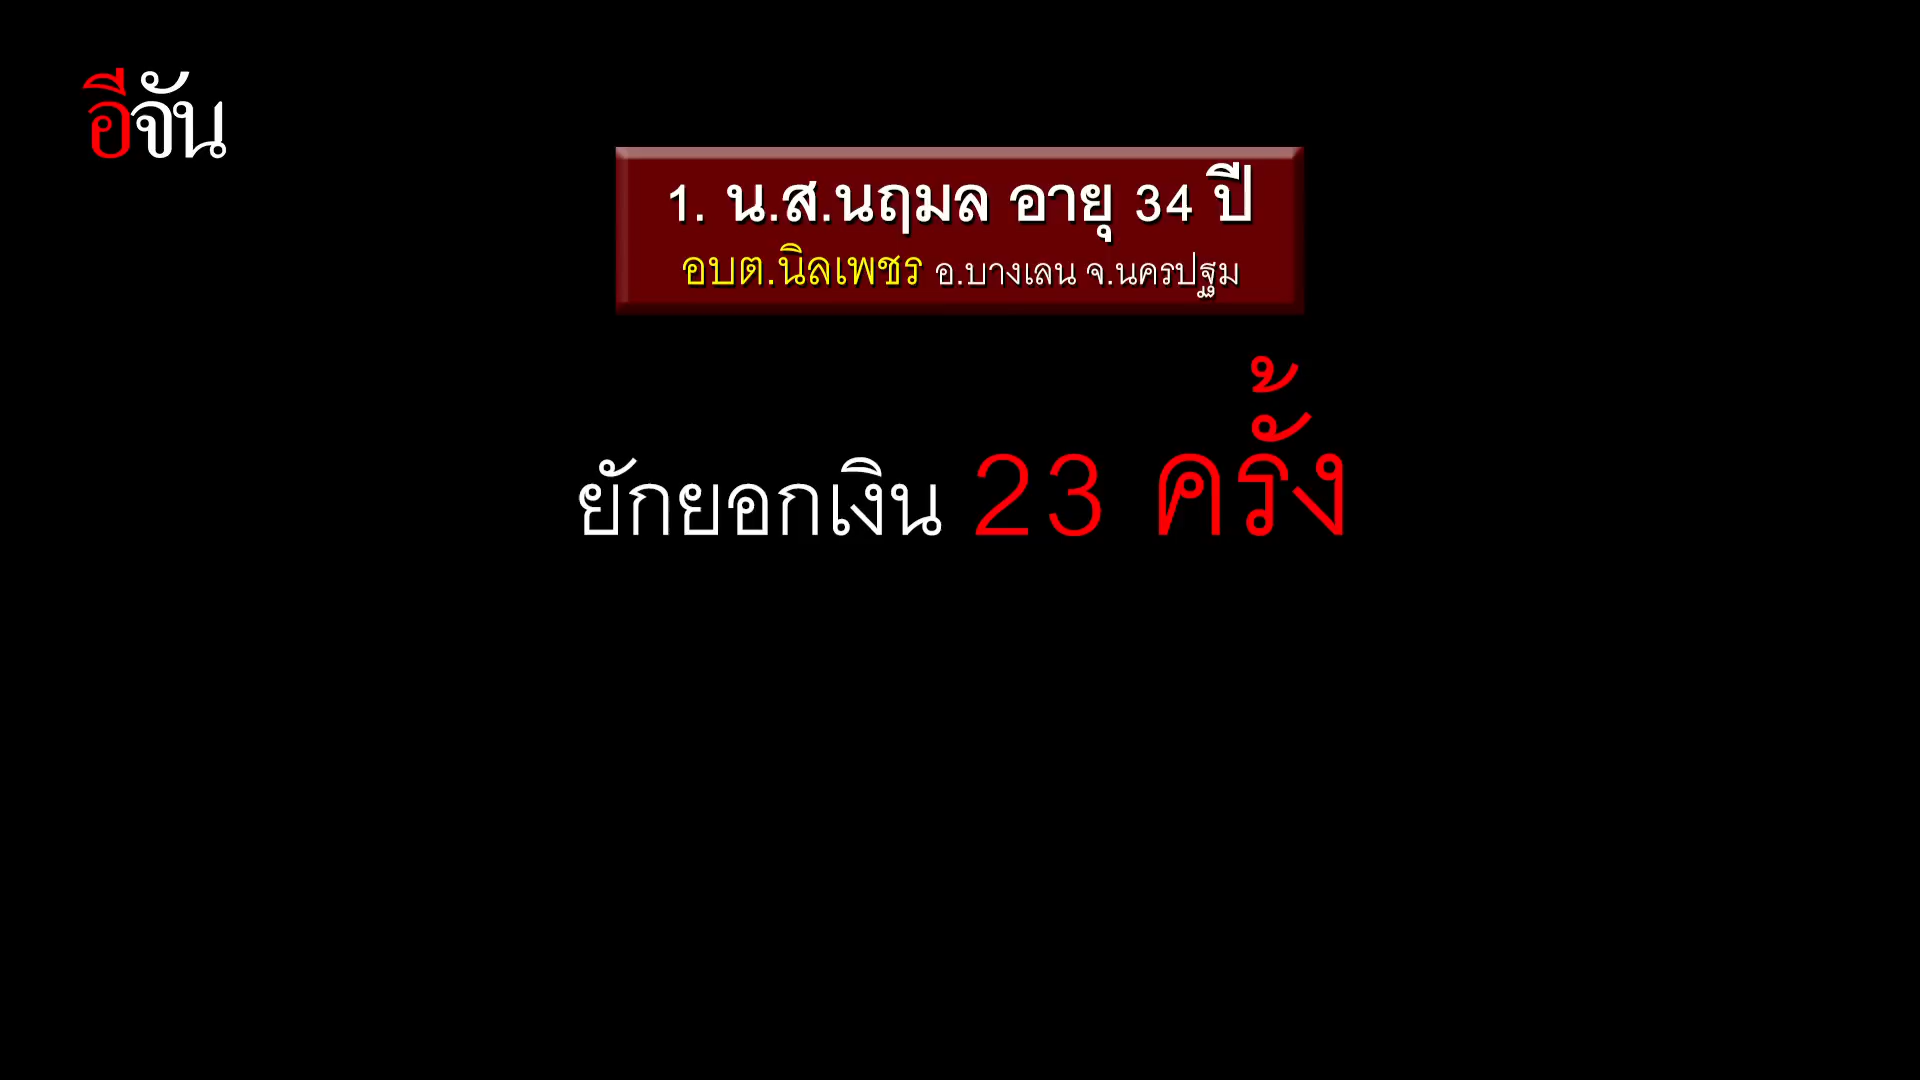 อีจัน
1. น.ส.นฤมล อายุ 34 ปี
อบต.นิลเพชร อ.บางเลน จ.นครปฐม
ยักยอกเงิน 23 ครั้ง